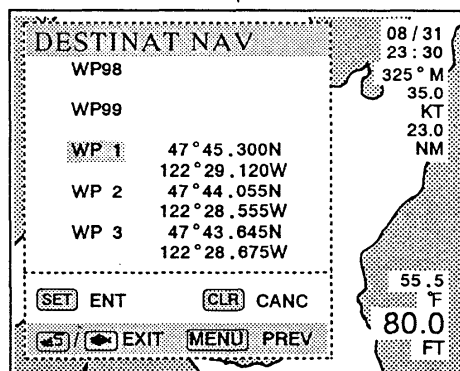 DESTINAT NAV
WP98
WP99
WP 1 47°45.300N
122°29.120W
WP 2 47°44.055N
122°28.555W
WP 3 47°43.645N
122°28.675W
SET ENT CLR CANC
5 / EXIT MENU PREV
08/31
23:30
325°M
35.0
KT
23.0
NM
55.5
°F
80.0
FT